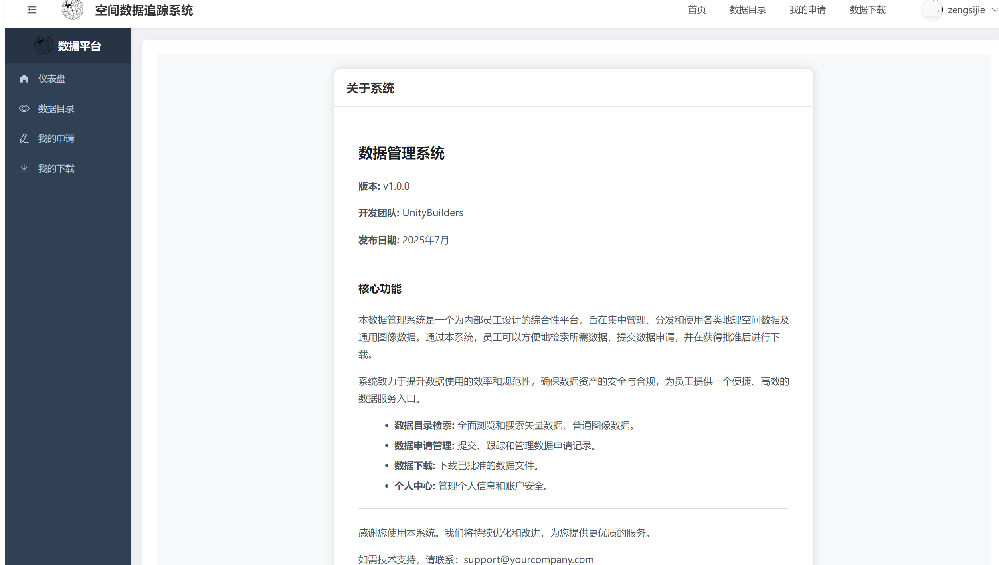 空间数据追踪系统
首页
数据目录
我的申请
数据下载
zengsijie
数据平台
仪表盘
数据目录
我的申请
我的下载
关于系统
数据管理系统
版本: v1.0.0
开发团队: UnityBuilders
发布日期: 2025年7月
核心功能
本数据管理系统是一个为内部员工设计的综合性平台，旨在集中管理、分发和使用各类地理空间数据及
通用图像数据。通过本系统，员工可以方便地检索所需数据、提交数据申请，并在获得批准后进行下
载。
系统致力于提升数据使用的效率和规范性，确保数据资产的安全与合规，为员工提供一个便捷、高效的
数据服务入口。
• 数据目录检索: 全面浏览和搜索矢量数据、普通图像数据。
• 数据申请管理: 提交、跟踪和管理数据申请记录。
• 数据下载: 下载已批准的数据文件。
• 个人中心: 管理个人信息和账户安全。
感谢您使用本系统。我们将持续优化和改进，为您提供更优质的服务。
如需技术支持，请联系：support@yourcompany.com